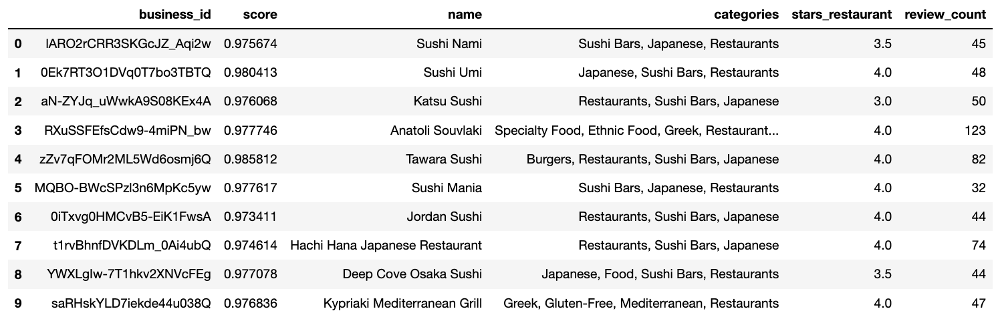 business_id score name categories stars_restaurant review_count
0 lARO2rCRR3SKGcJZ_Aqi2w 0.975674 Sushi Nami Sushi Bars, Japanese, Restaurants 3.5 45
1 0Ek7RT3O1DVq0T7bo3TBTQ 0.980413 Sushi Umi Japanese, Sushi Bars, Restaurants 4.0 48
2 aN-ZYJq_uWwkA9S08KEx4A 0.976068 Katsu Sushi Restaurants, Sushi Bars, Japanese 3.0 50
3 RXuSSFEfsCdw9-4miPN_bw 0.977746 Anatoli Souvlaki Specialty Food, Ethnic Food, Greek, Restaurant... 4.0 123
4 zZv7qFOMr2ML5Wd6osmj6Q 0.985812 Tawara Sushi Burgers, Restaurants, Sushi Bars, Japanese 4.0 82
5 MQBO-BWcSPzl3n6MpKc5yw 0.977617 Sushi Mania Sushi Bars, Japanese, Restaurants 4.0 32
6 0iTxvg0HMCvB5-EiK1FwsA 0.973411 Jordan Sushi Restaurants, Sushi Bars, Japanese 4.0 44
7 t1rvBhnfDVKDLm_0Ai4ubQ 0.974614 Hachi Hana Japanese Restaurant Restaurants, Sushi Bars, Japanese 4.0 74
8 YWXLgIw-7T1hkv2XNVcFEg 0.977078 Deep Cove Osaka Sushi Japanese, Food, Sushi Bars, Restaurants 3.5 44
9 saRHskYLD7iekde44u038Q 0.976836 Kypriaki Mediterranean Grill Greek, Gluten-Free, Mediterranean, Restaurants 4.0 47